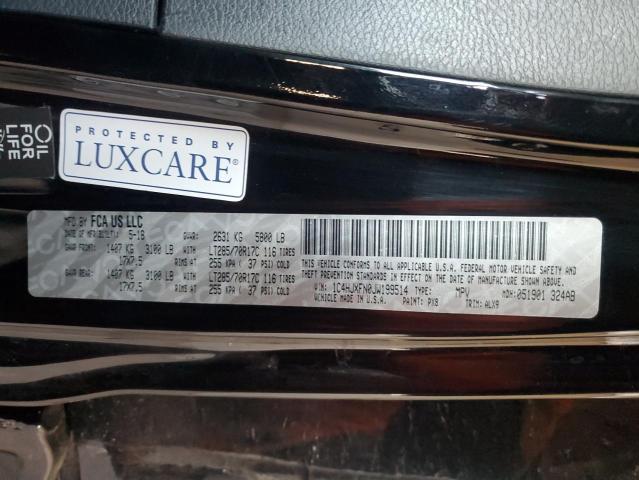 OIL
FOR
LIFE
PROTECTED BY
LUXCARE®
MFD BY FCA US LLC
DATE OF MFR: 5-18 GVWR: 2631 KG 5800 LB
GAWR FRONT: 1407 KG 3100 LB WITH LT285/70R17C 116 TIRES
17X7.5 RIMS AT 255 KPA ( 37 PSI) COLD
GAWR REAR: 1407 KG 3100 LB WITH LT285/70R17C 116 TIRES
17X7.5 RIMS AT 255 KPA ( 37 PSI) COLD
THIS VEHICLE CONFORMS TO ALL APPLICABLE U.S.A. FEDERAL MOTOR VEHICLE SAFETY AND
THEFT PREVENTION STANDARDS IN EFFECT ON THE DATE OF MANUFACTURE SHOWN ABOVE.
VIN: 1C4HJXFN0JW199514 TYPE: MPV MDH: 051901 324AB
VEHICLE MADE IN U.S.A. PAINT: PX8 TRIM: ALX9